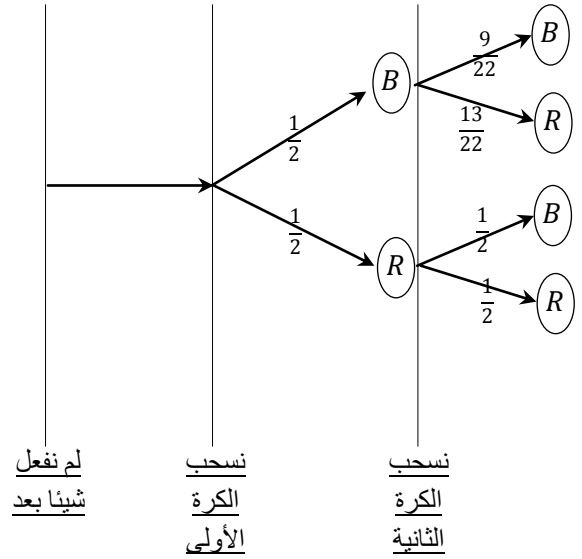 B
9/22
B
13/22
R
1/2
1/2
R
1/2
B
1/2
R
لم نفعل
شيئا بعد
نسحب
الكرة
الأولى
نسحب
الكرة
الثانية